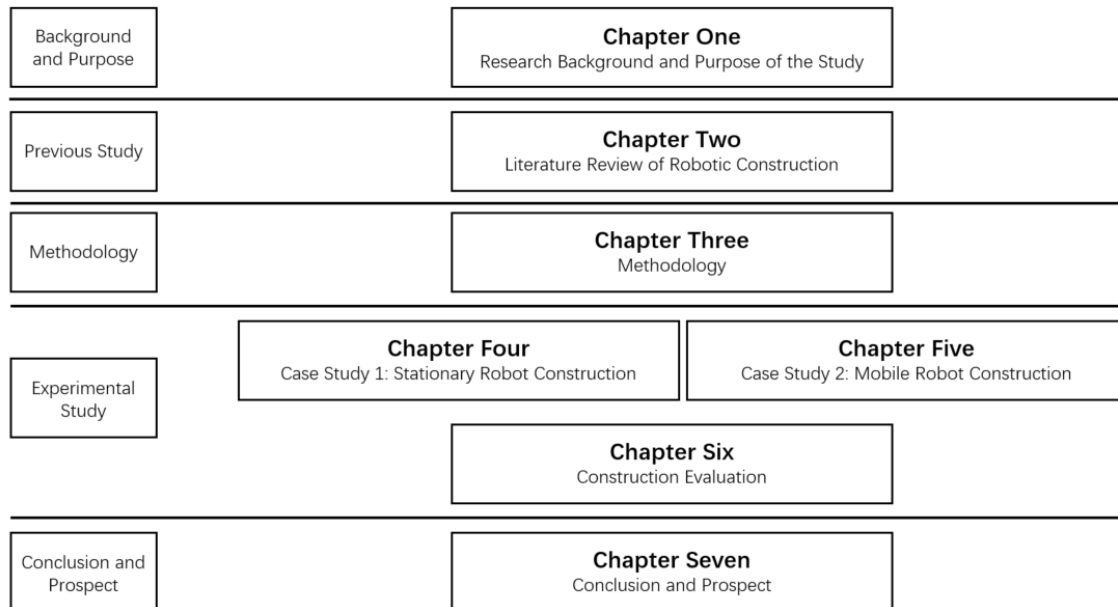 Background
and Purpose
Chapter One
Research Background and Purpose of the Study
Previous Study
Chapter Two
Literature Review of Robotic Construction
Methodology
Chapter Three
Methodology
Experimental
Study
Chapter Four
Case Study 1: Stationary Robot Construction
Chapter Five
Case Study 2: Mobile Robot Construction
Chapter Six
Construction Evaluation
Conclusion and
Prospect
Chapter Seven
Conclusion and Prospect